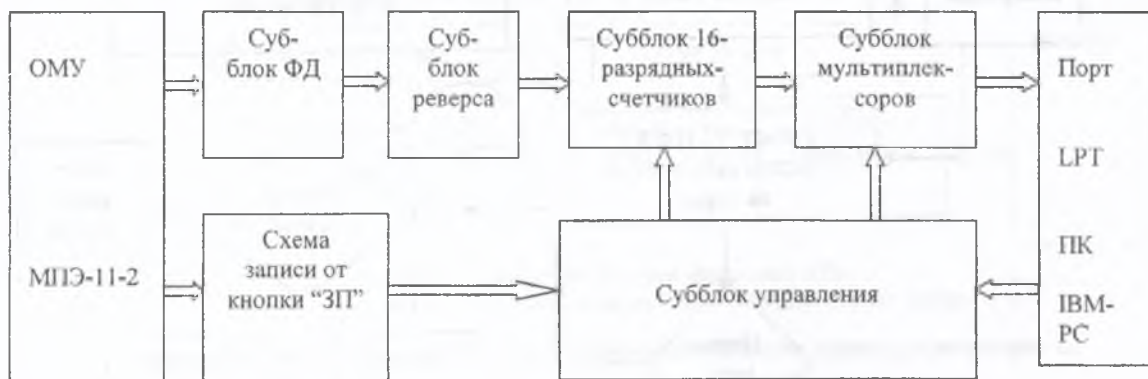 ОМУ
МПЭ-11-2
Суб-
блок ФД
Суб-
блок
реверса
Субблок 16-
разрядных-
счетчиков
Субблок
мультиплек-
соров
Порт
LPT
ПК
IBM-
PC
Схема
записи от
кнопки “ЗП”
Субблок управления